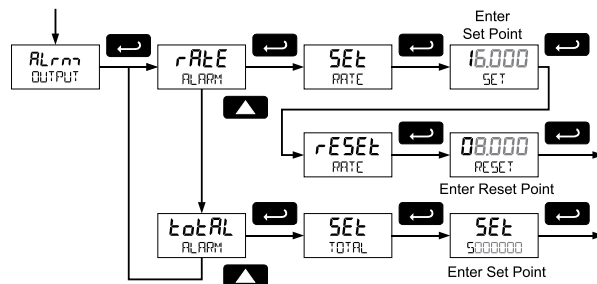 Enter
Set Point
ALrm
OUTPUT
rAtE
ALARM
SEt
RATE
16.000
SET
rESEt
RATE
08.000
RESET
Enter Reset Point
totAL
ALARM
SEt
TOTAL
SEt
5000000
Enter Set Point